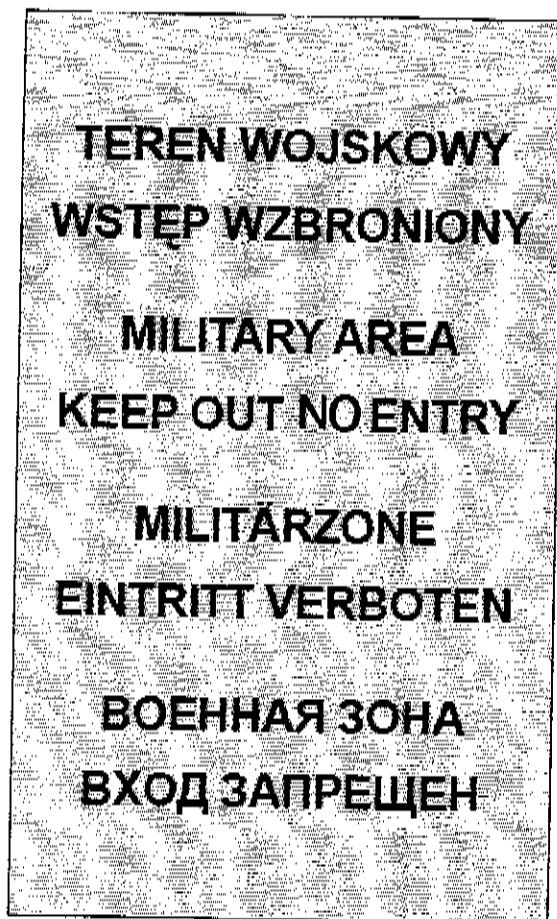 TEREN WOJSKOWY
WSTĘP WZBRONIONY
MILITARY AREA
KEEP OUT NO ENTRY
MILITÄRZONE
EINTRITT VERBOTEN
ВОЕННАЯ ЗОНА
ВХОД ЗАПРЕЩЕН